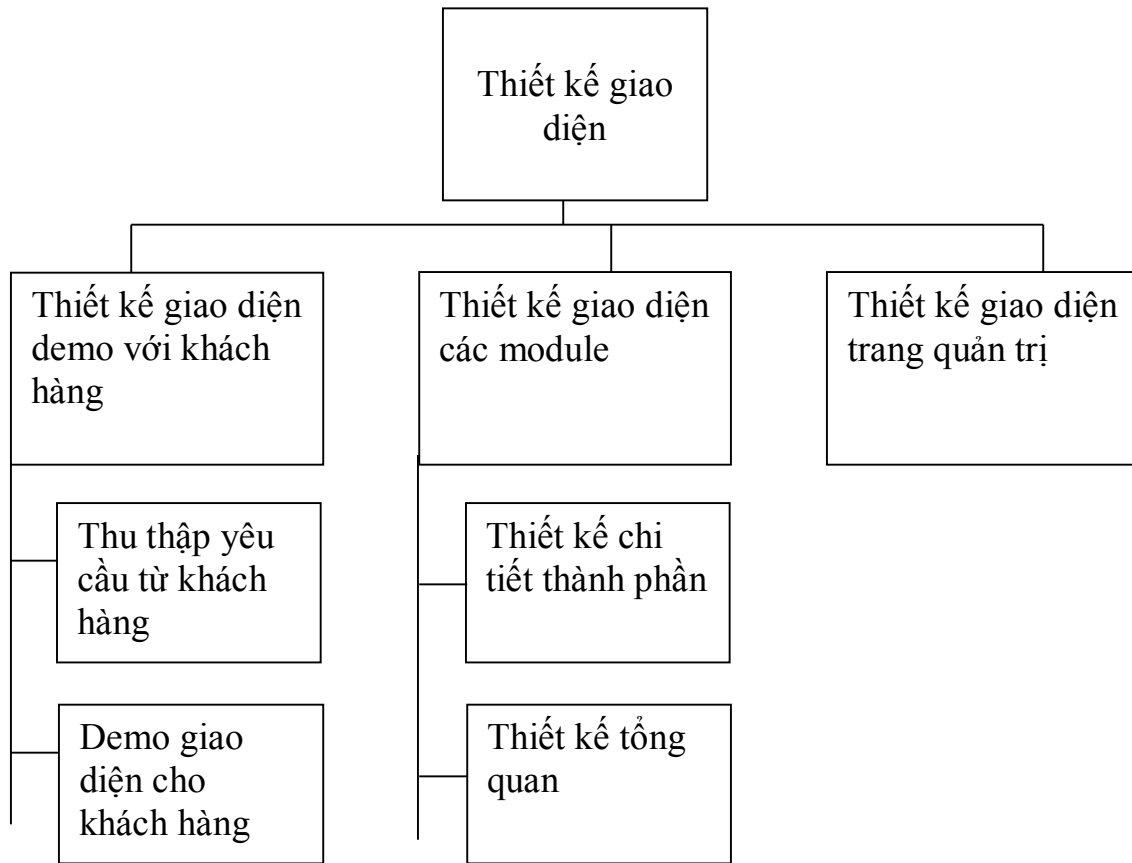 Thiết kế giao
diện
Thiết kế giao diện
demo với khách
hàng
Thiết kế giao diện
các module
Thiết kế giao diện
trang quản trị
Thu thập yêu
cầu từ khách
hàng
Thiết kế chi
tiết thành phần
Demo giao
diện cho
khách hàng
Thiết kế tổng
quan